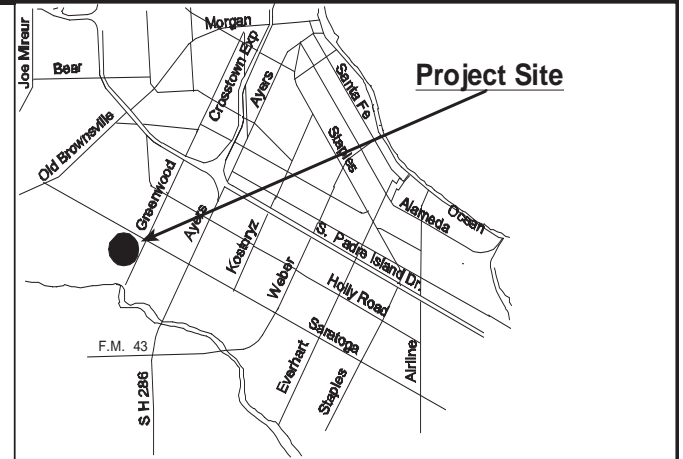 Morgan
Joe Mireur
Bear
Crosstown Exp
Ayers
Santa Fe
Project Site
Old Brownsville
Staples
Greenwood
Ayers
Kostoryz
Weber
Alameda
Ocean
S. Padre Island Dr.
Holly Road
Saratoga
F.M. 43
S H 286
Everhart
Staples
Airline